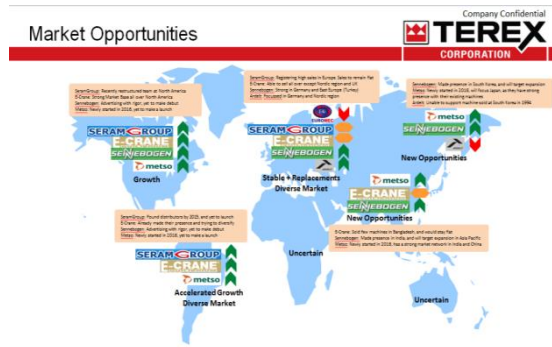 Company Confidential
Market Opportunities
TEREX
CORPORATION
SeramGroup: Recently restructured team at North America
E-Crane: Strong Market Base all over North America
Sennebogen: Advertising with rigor, yet to make debut
Metso: Newly started in 2018, yet to make a launch
SERAM GROUP
E-CRANE
SENNEBOGEN
metso
Growth
SeramGroup: Registering high sales in Europe. Sales to remain flat
E-Crane: Able to sell all over except Nordic region and UK
Sennebogen: Strong in Germany and East Europe (Turkey)
Ardelt: Focussed in Germany and Nordic region
EUROREC
SERAM GROUP
E-CRANE
SENNEBOGEN
Stable + Replacements
Diverse Market
Sennebogen: Made presence in South Korea, and will target expansion
Metso: Newly started in 2018, will focus Japan, as they have strong
presence with their existing machines
Ardelt: Unable to support machine sold at South Korea in 1996
metso
SENNEBOGEN
New Opportunities
metso
E-CRANE
SENNEBOGEN
New Opportunities
SeramGroup: Found distributors by 2015, and yet to launch
E-Crane: Already made their presence and trying to diversify
Sennebogen: Advertising with rigor, yet to make debut
Metso: Newly started in 2018, yet to make a launch
SERAM GROUP
E-CRANE
metso
Accelerated Growth
Diverse Market
E-Crane: Sold few machines in Bangladesh, and would stay flat
Sennebogen: Made presence in India, and will target expansion in Asia Pacific
Metso: Newly started in 2018, has a strong market network in India and China
Uncertain
Uncertain